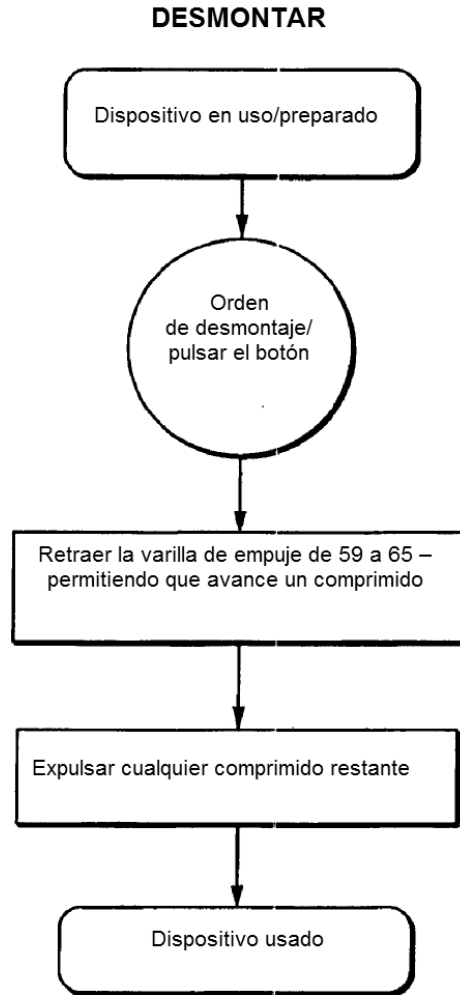 DESMONTAR
Dispositivo en uso/preparado
Orden
de desmontaje/
pulsar el botón
Retraer la varilla de empuje de 59 a 65 –
permitiendo que avance un comprimido
Expulsar cualquier comprimido restante
Dispositivo usado